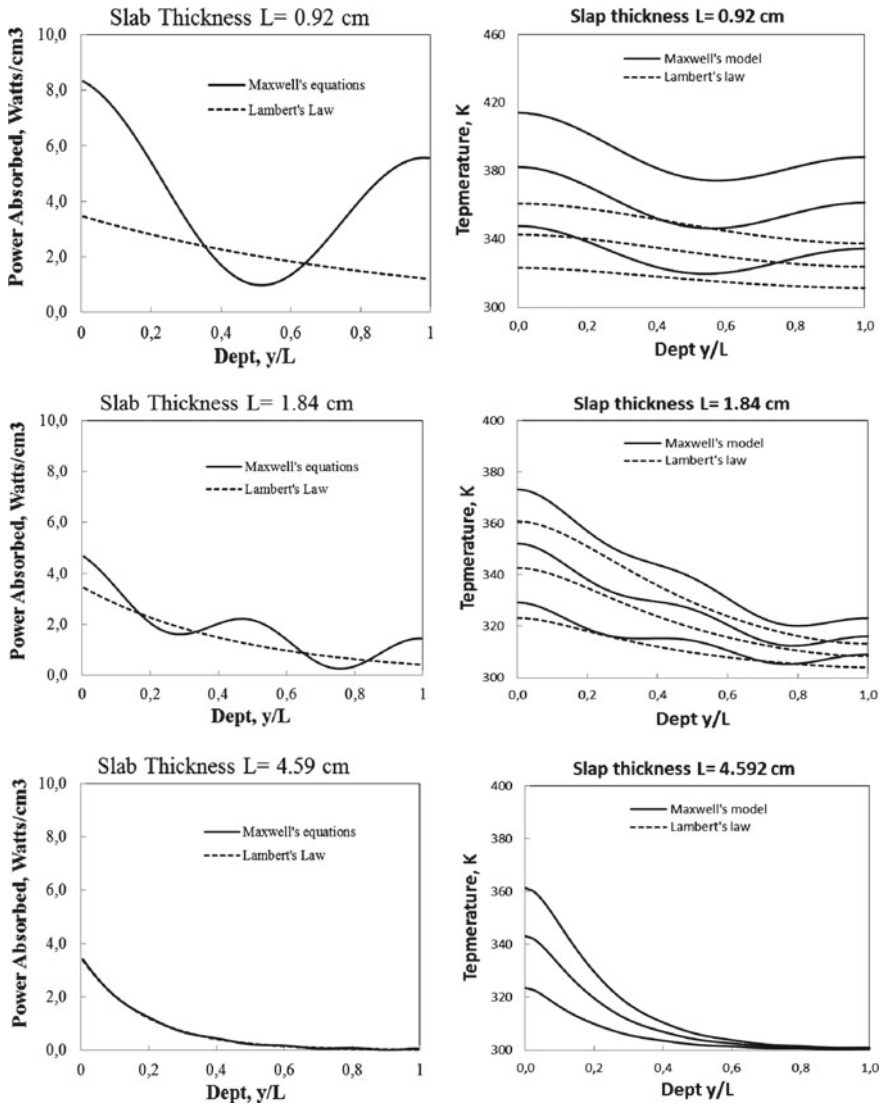 Slab Thickness L= 0.92 cm
10,0
8,0
6,0
4,0
2,0
0,0
Power Absorbed, Watts/cm3
Maxwell's equations
Lambert's Law
0
0,2
0,4
0,6
0,8
1
Dept, y/L
Slap thickness L= 0.92 cm
460
420
380
340
300
Tepmerature, K
Maxwell's model
Lambert's law
0,0
0,2
0,4
0,6
0,8
1,0
Dept y/L
Slab Thickness L= 1.84 cm
10,0
8,0
6,0
4,0
2,0
0,0
Power Absorbed, Watts/cm3
Maxwell's equations
Lambert's Law
0
0,2
0,4
0,6
0,8
1
Dept, y/L
Slap thickness L= 1.84 cm
400
380
360
340
320
300
Tepmerature, K
Maxwell's model
Lambert's law
0,0
0,2
0,4
0,6
0,8
1,0
Dept y/L
Slab Thickness L= 4.59 cm
10,0
8,0
6,0
4,0
2,0
0,0
Power Absorbed, Watts/cm3
Maxwell's equations
Lambert's Law
0
0,2
0,4
0,6
0,8
1
Dept, y/L
Slap thickness L= 4.592 cm
400
380
360
340
320
300
Tepmerature, K
Maxwell's model
Lambert's law
0,0
0,2
0,4
0,6
0,8
1,0
Dept y/L